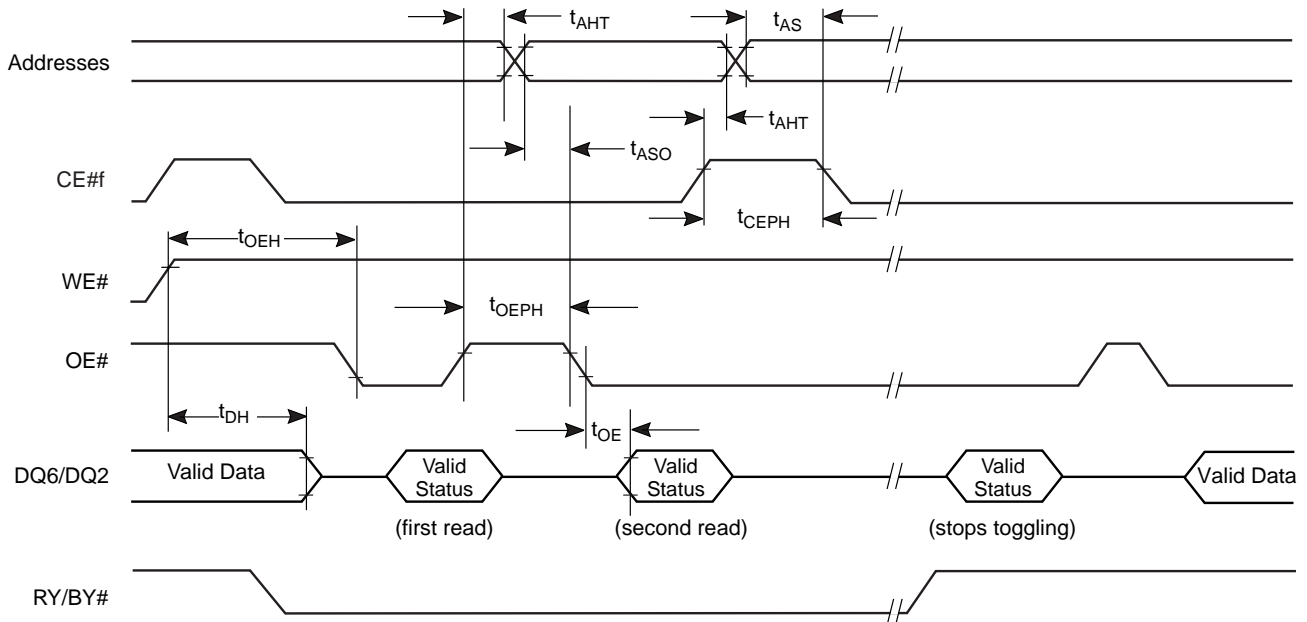 tAHT
tAS
Addresses
tAHT
tASO
CE#f
tCEPH
tOEH
WE#
tOEPH
OE#
tDH
tOE
DQ6/DQ2
Valid Data
Valid
Status
Valid
Status
Valid
Status
Valid Data
(first read)
(second read)
(stops toggling)
RY/BY#